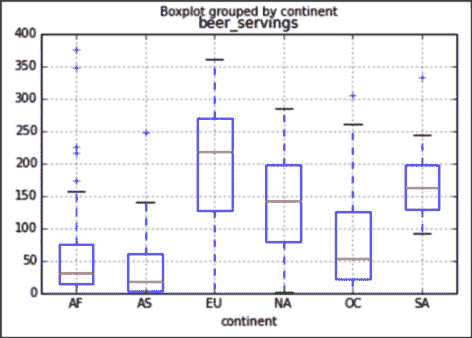 Boxplot grouped by continent
beer_servings
400
350
300
250
200
150
100
50
0
AF AS EU NA OC SA
continent